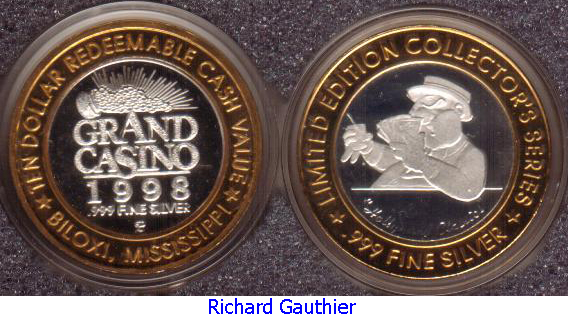 TEN DOLLAR REDEEMABLE CASH VALUE
GRAND
CASINO
1998
.999 FINE SILVER
BILOXI, MISSISSIPPI
LIMITED EDITION COLLECTOR'S SERIES
.999 FINE SILVER
Richard Gauthier